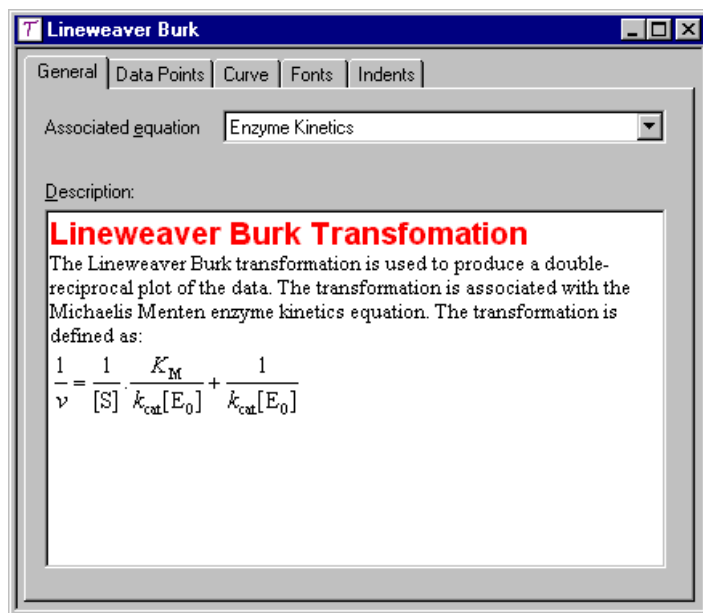 Lineweaver Burk
General Data Points Curve Fonts Indents
Associated equation Enzyme Kinetics
Description:
Lineweaver Burk Transfomation
The Lineweaver Burk transformation is used to produce a double-
reciprocal plot of the data. The transformation is associated with the
Michaelis Menten enzyme kinetics equation. The transformation is
defined as:
1/v = 1/[S] . K_M/k_cat[E_0] + 1/k_cat[E_0]